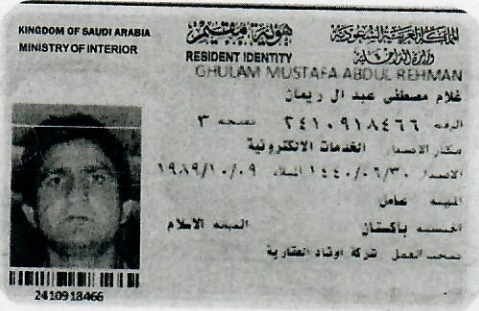 KINGDOM OF SAUDI ARABIA
MINISTRY OF INTERIOR
المملكة العربية السعودية
وزارة الداخلية
هوية مقيم
RESIDENT IDENTITY
GHULAM MUSTAFA ABDUL REHMAN
غلام مصطفى عبد ال ريمان
الرقم ٢٤١٠٩١٨٤٦٦ نسخة ٣
مكان الاصدار الخدمات الالكترونية
الاصدار ١٤٤٠/٠٦/٣٠ الميلاد ١٩٨٩/١٠/٠٩
المهنة عامل
الجنسية باكستان الديانة الاسلام
صاحب العمل شركة اوتاد العقارية
2410918466